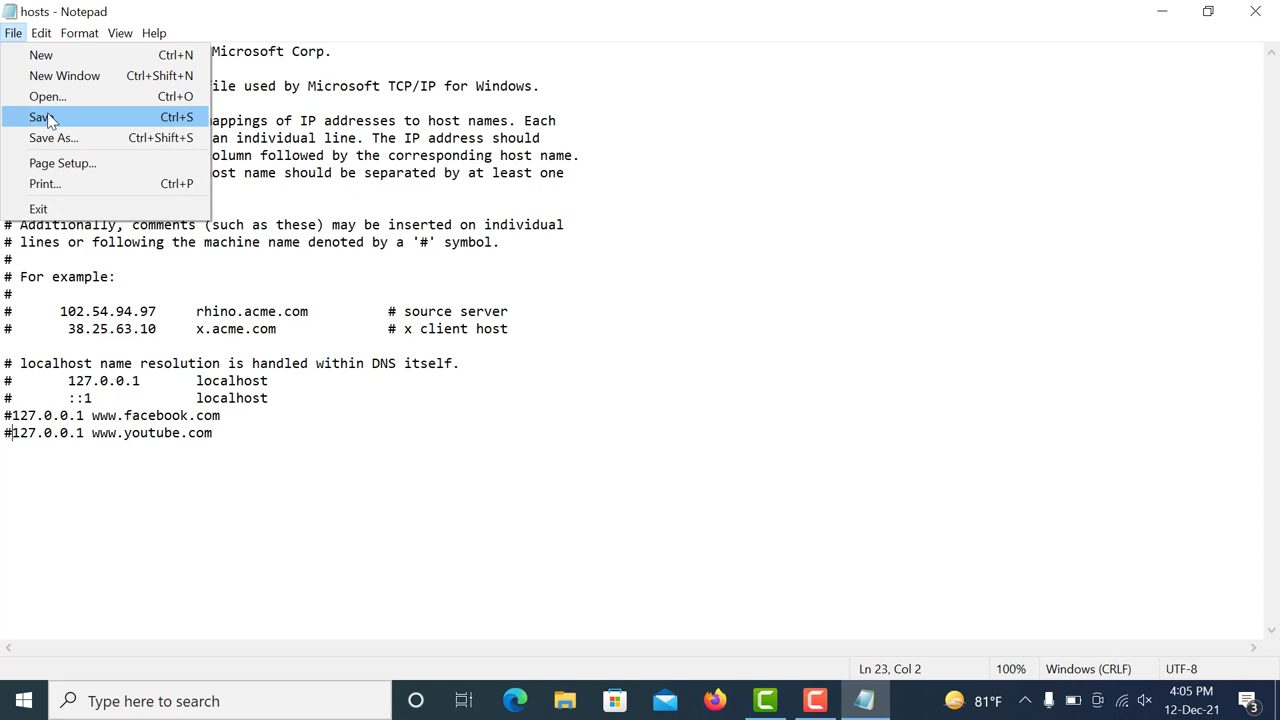 hosts - Notepad
File Edit Format View Help
New Ctrl+N
New Window Ctrl+Shift+N
Open... Ctrl+O
Save Ctrl+S
Save As... Ctrl+Shift+S
Page Setup...
Print... Ctrl+P
Exit
Microsoft Corp.
ile used by Microsoft TCP/IP for Windows.
appings of IP addresses to host names. Each
an individual line. The IP address should
olumn followed by the corresponding host name.
ost name should be separated by at least one
# Additionally, comments (such as these) may be inserted on individual
# lines or following the machine name denoted by a '#' symbol.
#
# For example:
#
# 102.54.94.97 rhino.acme.com # source server
# 38.25.63.10 x.acme.com # x client host
# localhost name resolution is handled within DNS itself.
# 127.0.0.1 localhost
# ::1 localhost
#127.0.0.1 www.facebook.com
#127.0.0.1 www.youtube.com
Ln 23, Col 2 100% Windows (CRLF) UTF-8
Type here to search
81°F
4:05 PM
12-Dec-21
3